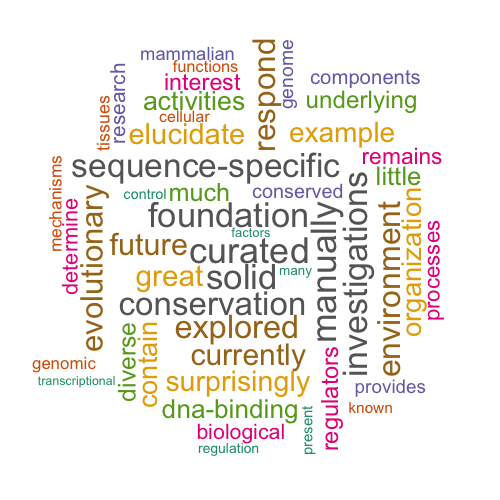 mammalian
functions
interest
research
tissues
activities
cellular
elucidate
respond
genome
components
underlying
example
sequence-specific
remains
little
control
much
conserved
mechanisms
determine
evolutionary
foundation
factors
future
curated
many
great
solid
manually
investigations
environment
organization
processes
conservation
explored
currently
genomic
transcriptional
diverse
contain
surprisingly
regulators
provides
dna-binding
known
biological
present
regulation